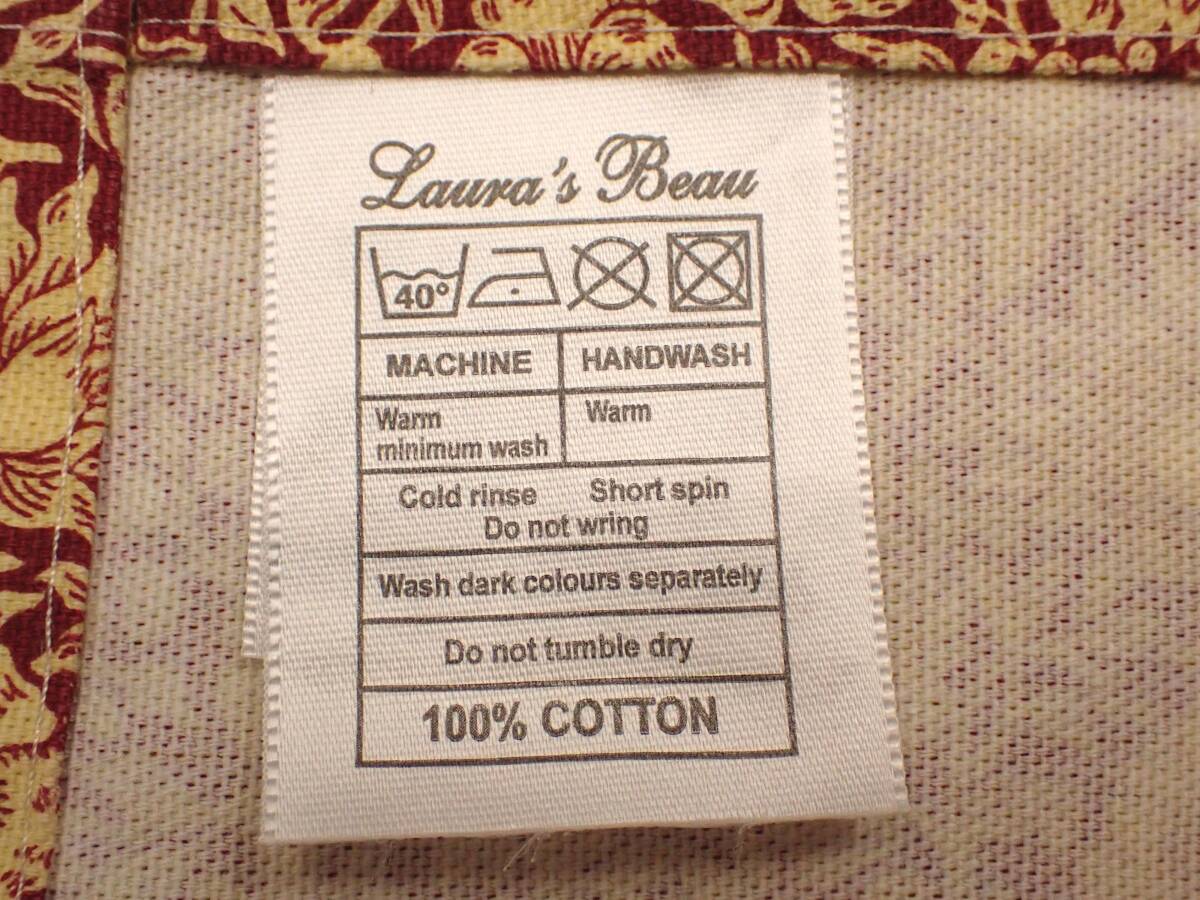 Laura's Beau
40°
MACHINE HANDWASH
Warm
minimum wash
Warm
Cold rinse Short spin
Do not wring
Wash dark colours separately
Do not tumble dry
100% COTTON